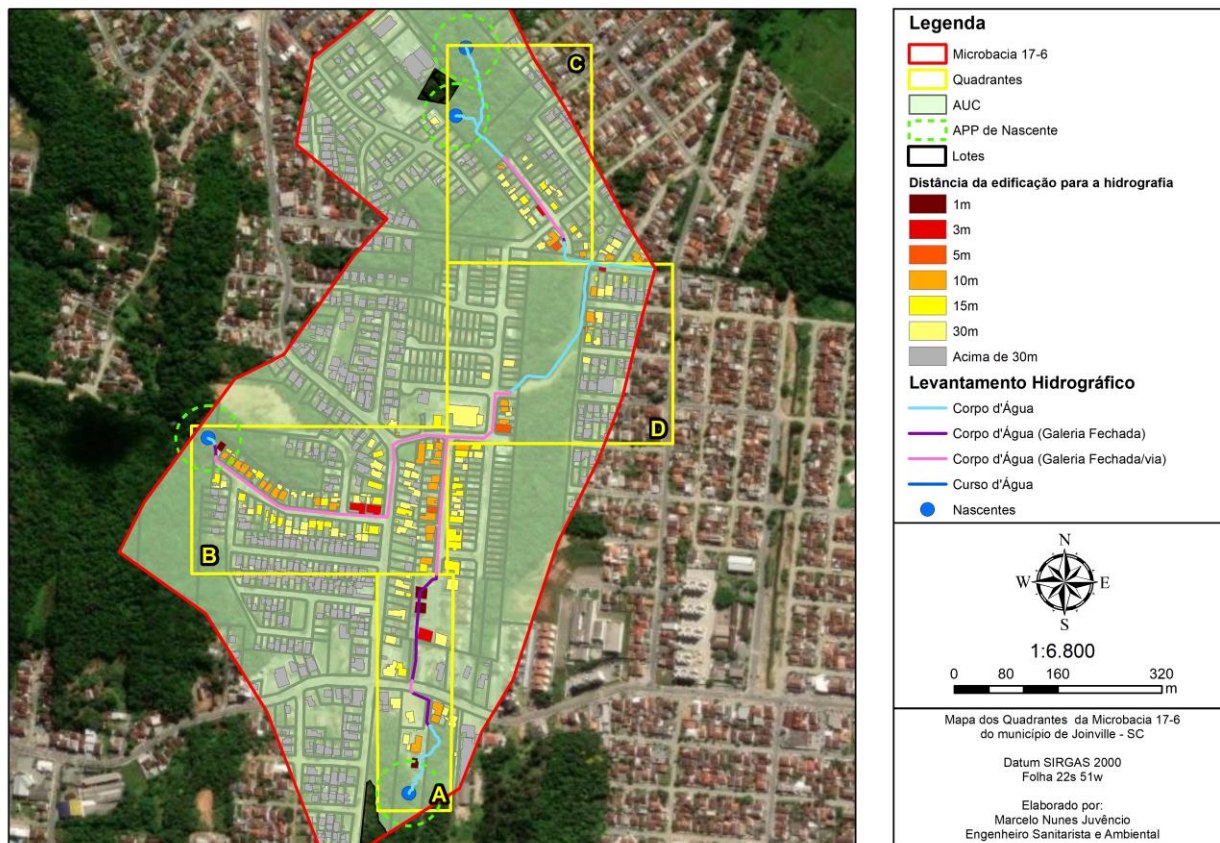 C
D
B
A
Legenda
Microbacia 17-6
Quadrantes
AUC
APP de Nascente
Lotes
Distância da edificação para a hidrografia
1m
3m
5m
10m
15m
30m
Acima de 30m
Levantamento Hidrográfico
Corpo d'Água
Corpo d'Água (Galeria Fechada)
Corpo d'Água (Galeria Fechada/via)
Curso d'Água
Nascentes
N
W E
S
1:6.800
0 80 160 320
m
Mapa dos Quadrantes da Microbacia 17-6
do município de Joinville - SC
Datum SIRGAS 2000
Folha 22s 51w
Elaborado por:
Marcelo Nunes Juvêncio
Engenheiro Sanitarista e Ambiental